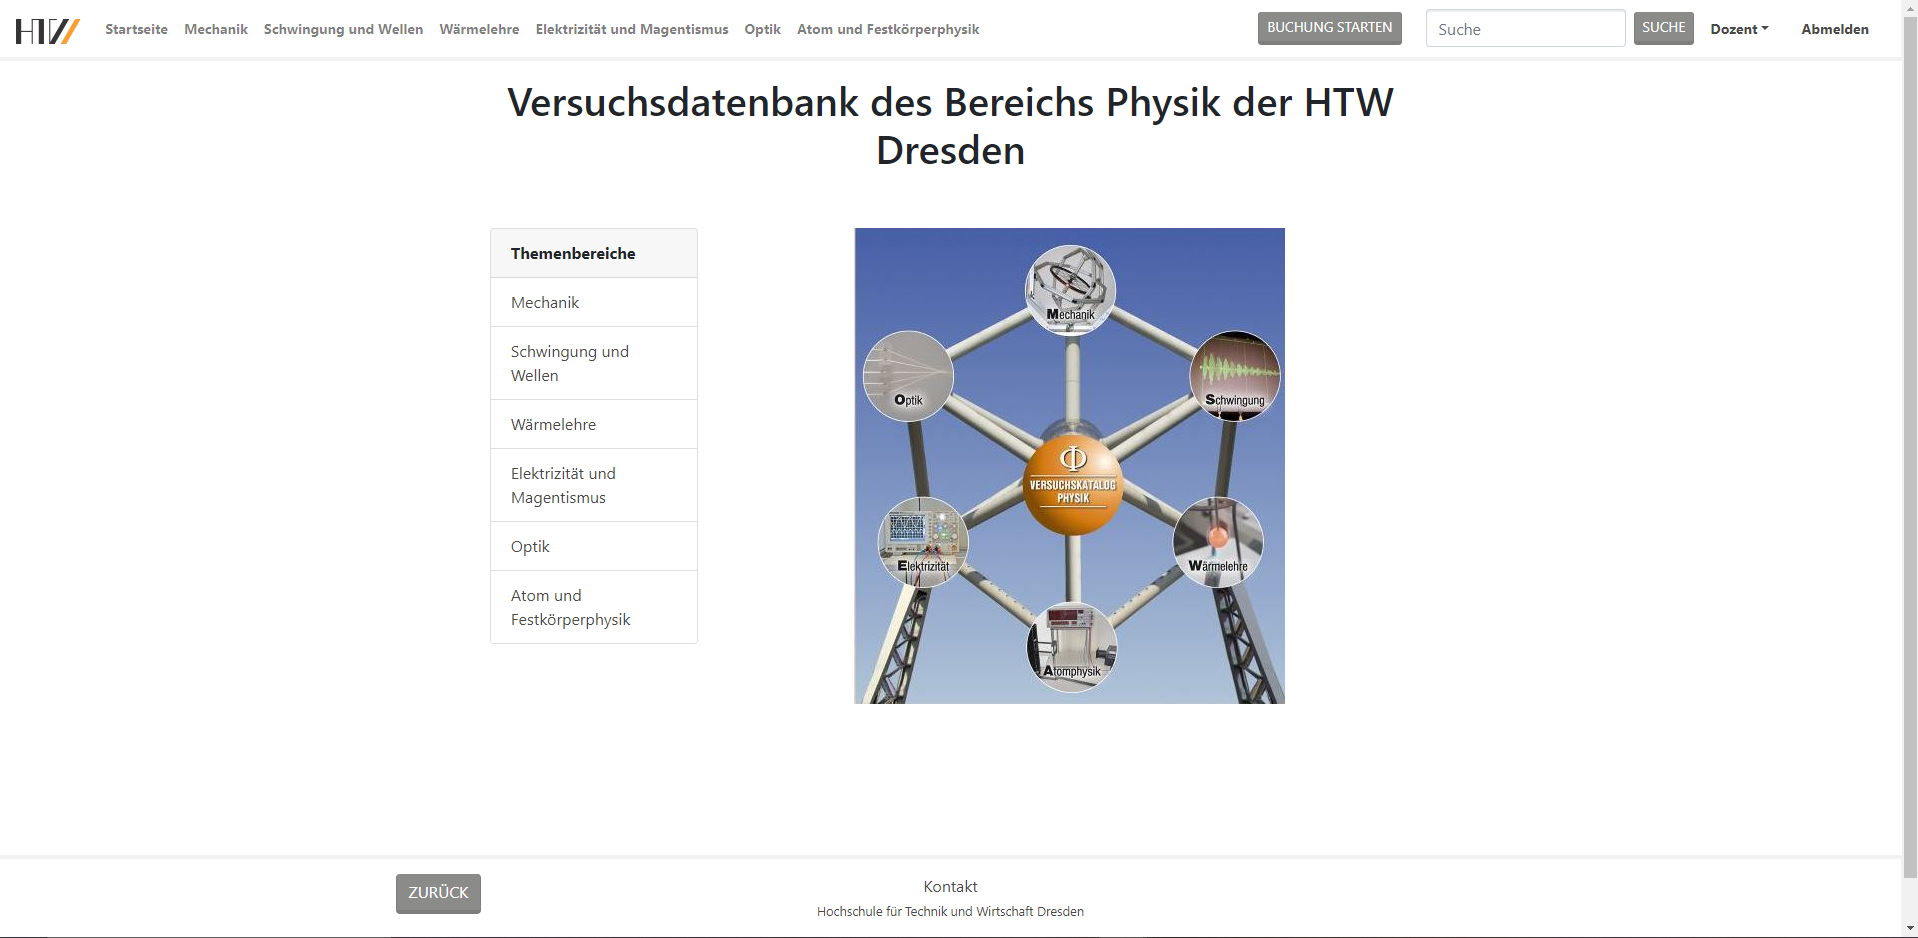 HTW
Startseite Mechanik Schwingung und Wellen Wärmelehre Elektrizität und Magentismus Optik Atom und Festkörperphysik BUCHUNG STARTEN Suche SUCHE Dozent Abmelden
Versuchsdatenbank des Bereichs Physik der HTW
Dresden
Themenbereiche
Mechanik
Schwingung und
Wellen
Wärmelehre
Elektrizität und
Magentismus
Optik
Atom und
Festkörperphysik
Mechanik
Optik
Schwingung
Φ
VERSUCHSKATALOG
PHYSIK
Elektrizität
Wärmelehre
Atomphysik
ZURÜCK
Kontakt
Hochschule für Technik und Wirtschaft Dresden